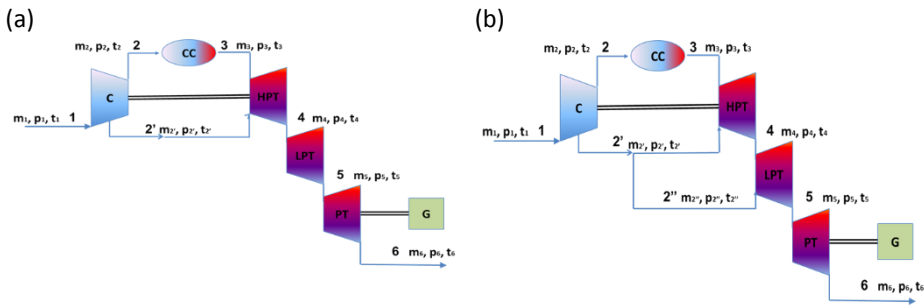 (a)
m₂, p₂, t₂ 2 CC 3 m₃, p₃, t₃
C
HPT
m₁, p₁, t₁ 1
2' m₂', p₂', t₂'
4 m₄, p₄, t₄
LPT
5 m₅, p₅, t₅
PT
G
6 m₆, p₆, t₆
(b)
m₂, p₂, t₂ 2 CC 3 m₃, p₃, t₃
C
HPT
m₁, p₁, t₁ 1
2' m₂', p₂', t₂'
4 m₄, p₄, t₄
LPT
2'' m₂'', p₂'', t₂''
5 m₅, p₅, t₅
PT
G
6 m₆, p₆, t₆